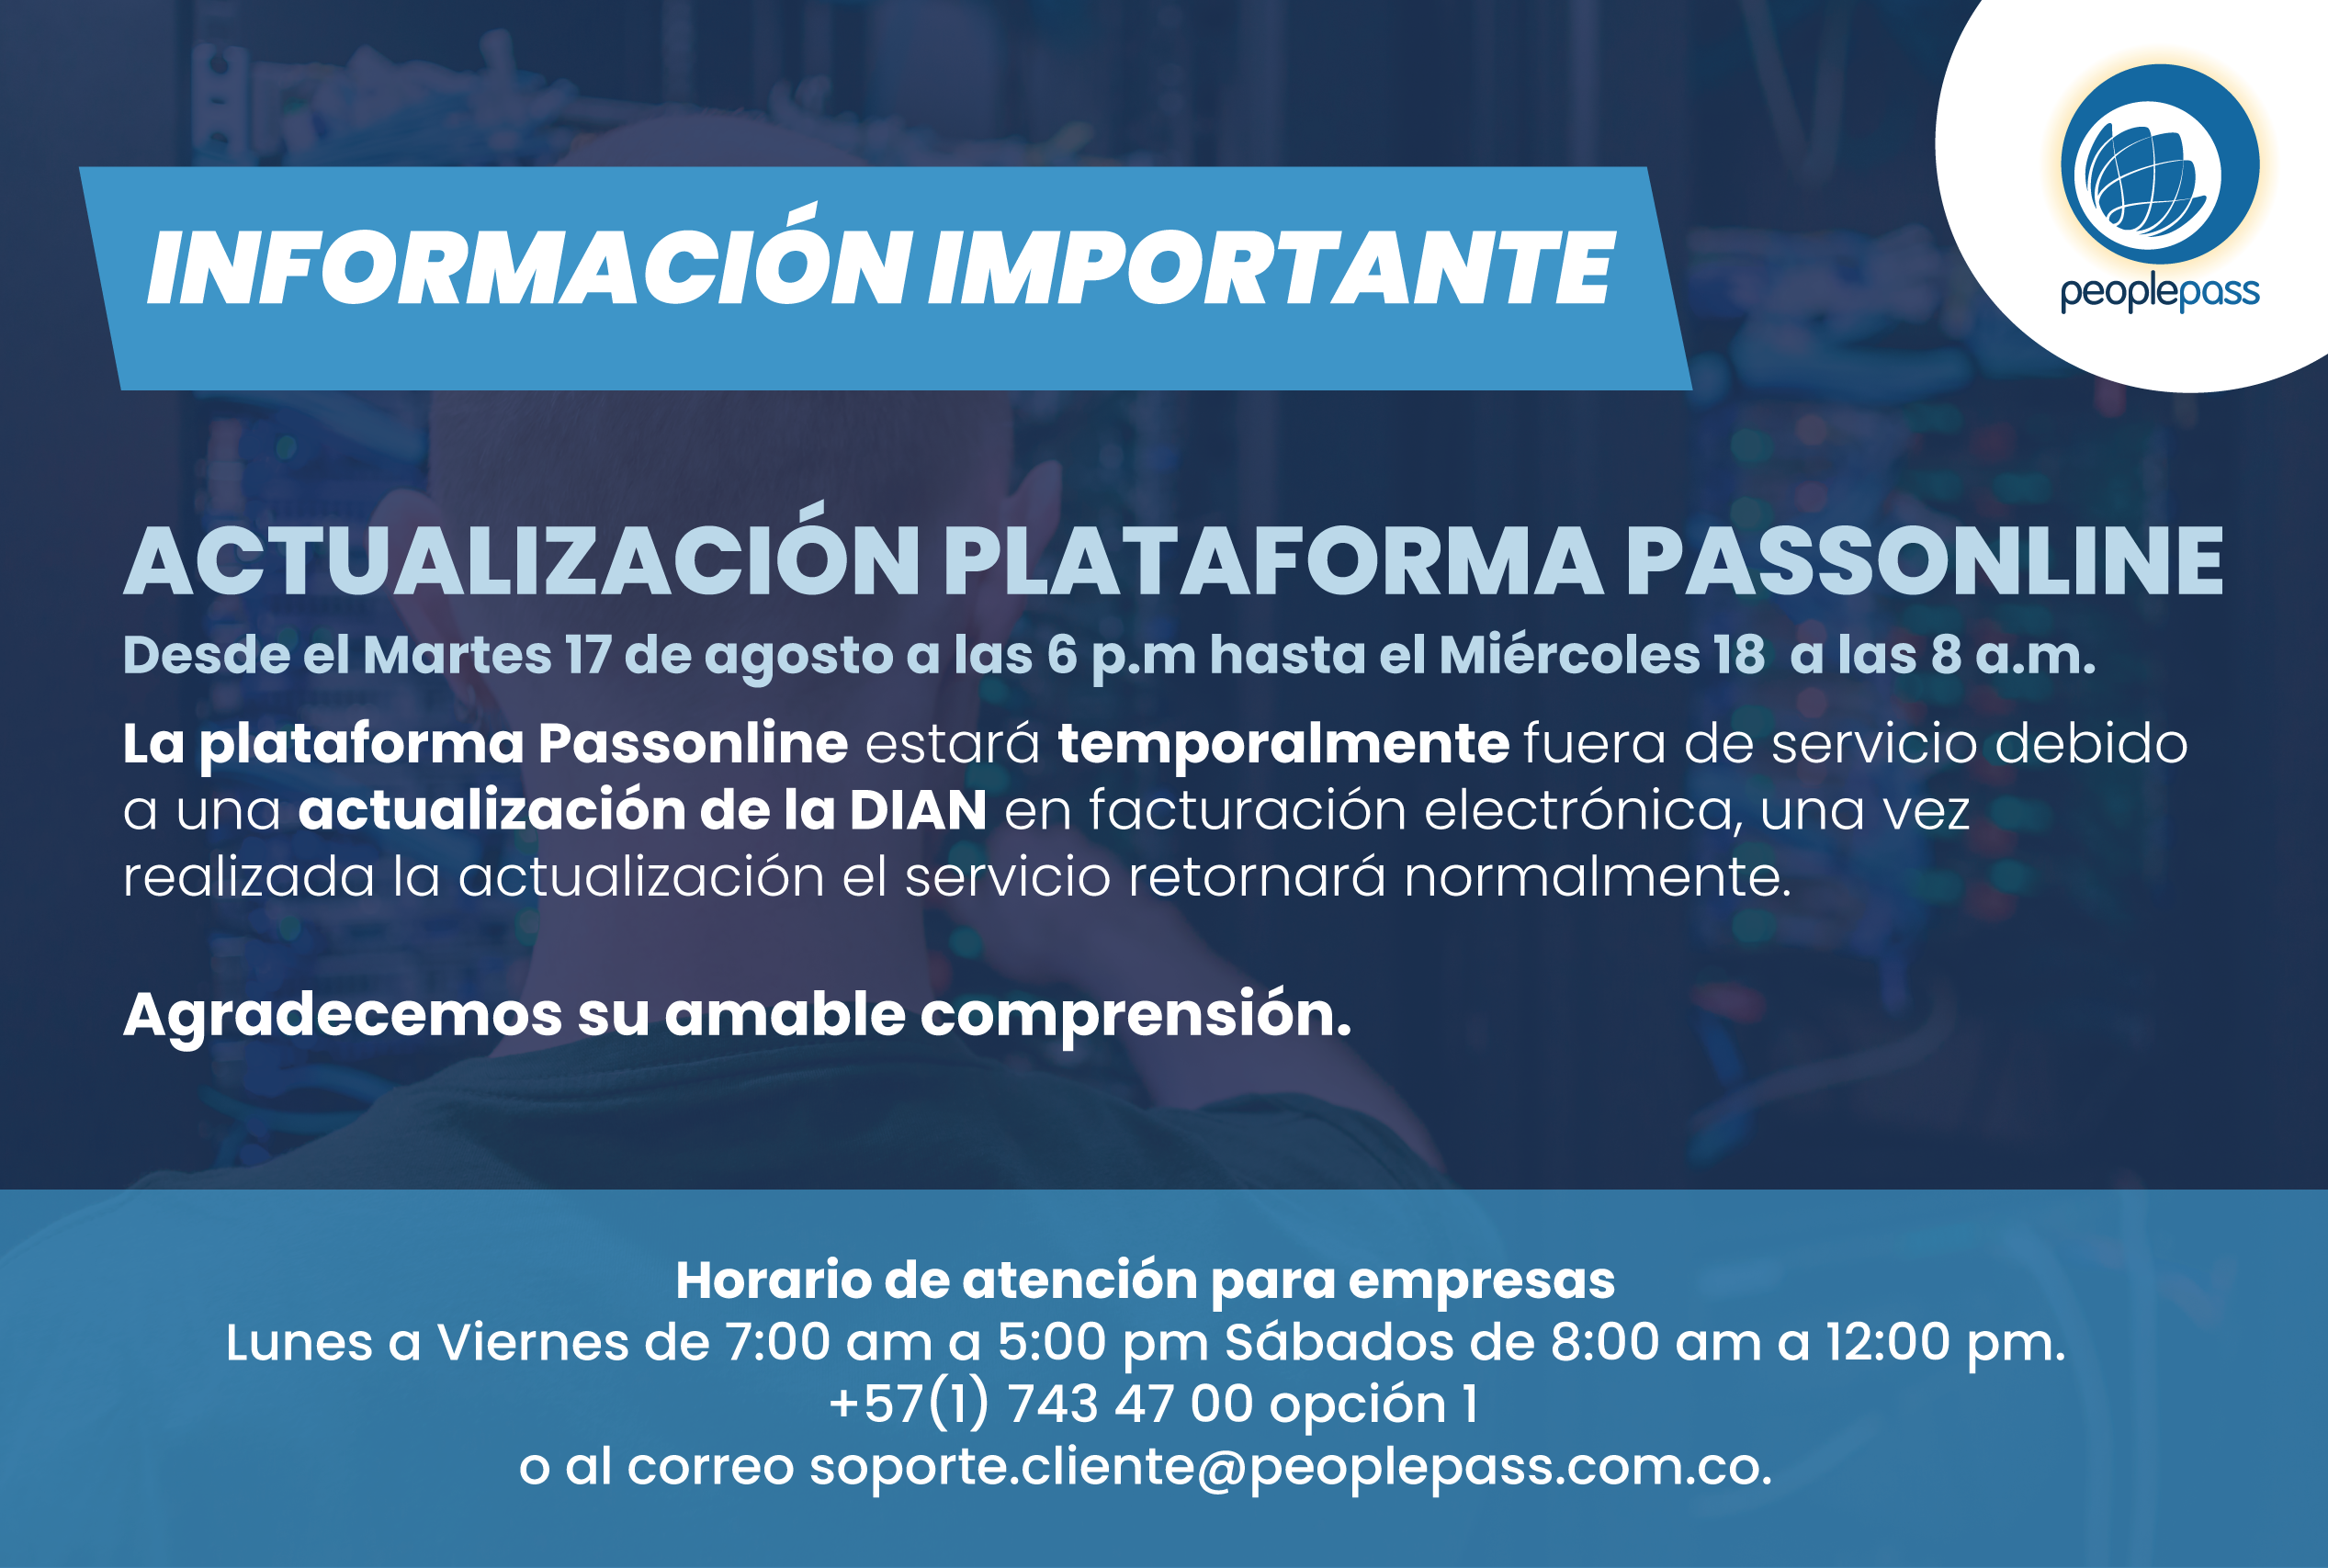 INFORMACIÓN IMPORTANTE
peoplepass
ACTUALIZACIÓN PLATAFORMA PASSONLINE
Desde el Martes 17 de agosto a las 6 p.m hasta el Miércoles 18 a las 8 a.m.
La plataforma Passonline estará temporalmente fuera de servicio debido
a una actualización de la DIAN en facturación electrónica, una vez
realizada la actualización el servicio retornará normalmente.
Agradecemos su amable comprensión.
Horario de atención para empresas
Lunes a Viernes de 7:00 am a 5:00 pm Sábados de 8:00 am a 12:00 pm.
+57(1) 743 47 00 opción 1
o al correo soporte.cliente@peoplepass.com.co.